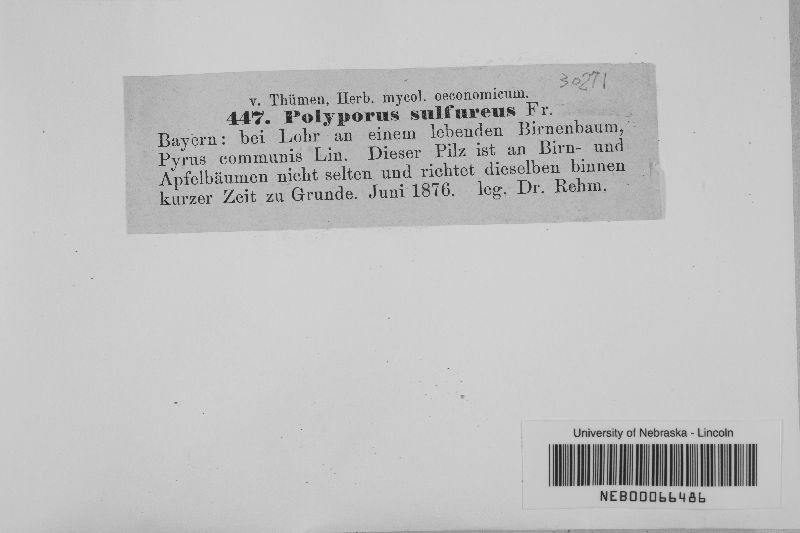 30271
v. Thümen, Herb. mycol. oeconomicum.
447. Polyporus sulfureus Fr.
Bayern: bei Lohr an einem lebenden Birnenbaum,
Pyrus communis Lin. Dieser Pilz ist an Birn- und
Apfelbäumen nicht selten und richtet dieselben binnen
kurzer Zeit zu Grunde. Juni 1876. leg. Dr. Rehm.
University of Nebraska - Lincoln
NEB00066486